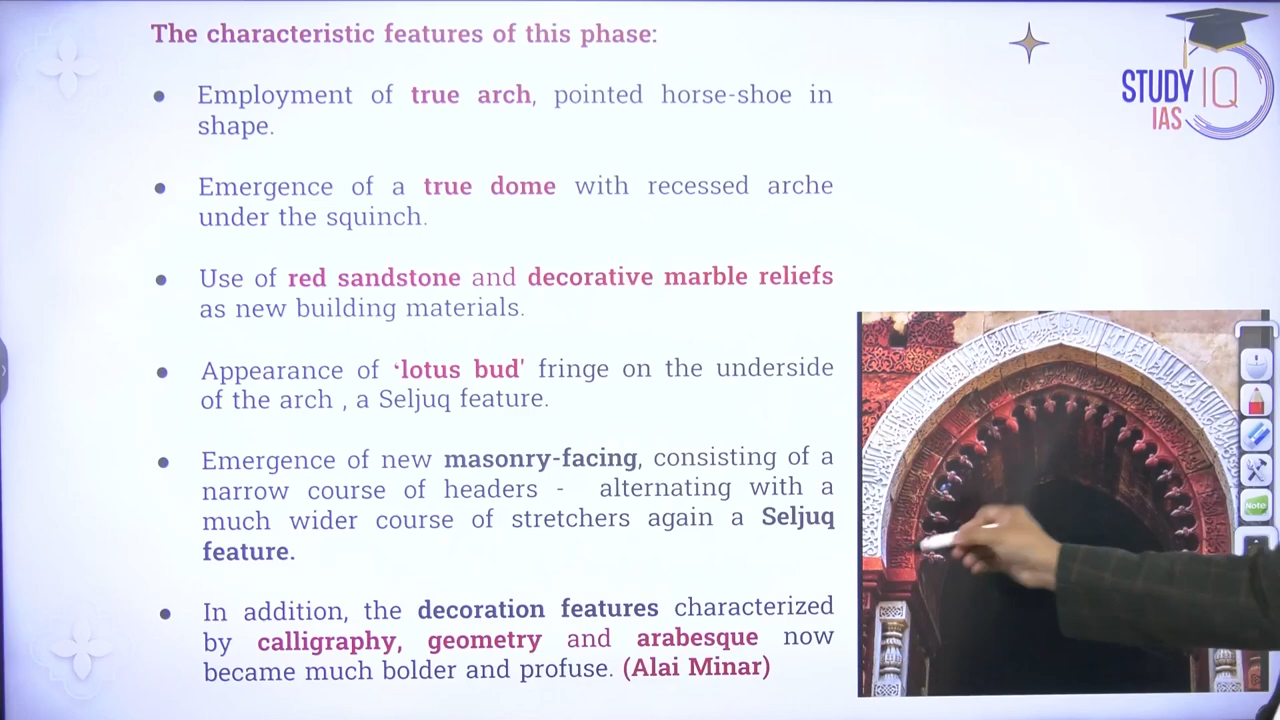 The characteristic features of this phase:
STUDY IQ
IAS
● Employment of true arch, pointed horse-shoe in
shape.
● Emergence of a true dome with recessed arche
under the squinch.
● Use of red sandstone and decorative marble reliefs
as new building materials.
● Appearance of ‘lotus bud’ fringe on the underside
of the arch , a Seljuq feature.
● Emergence of new masonry-facing, consisting of a
narrow course of headers - alternating with a
much wider course of stretchers again a Seljuq
feature.
● In addition, the decoration features characterized
by calligraphy, geometry and arabesque now
became much bolder and profuse. (Alai Minar)
Note